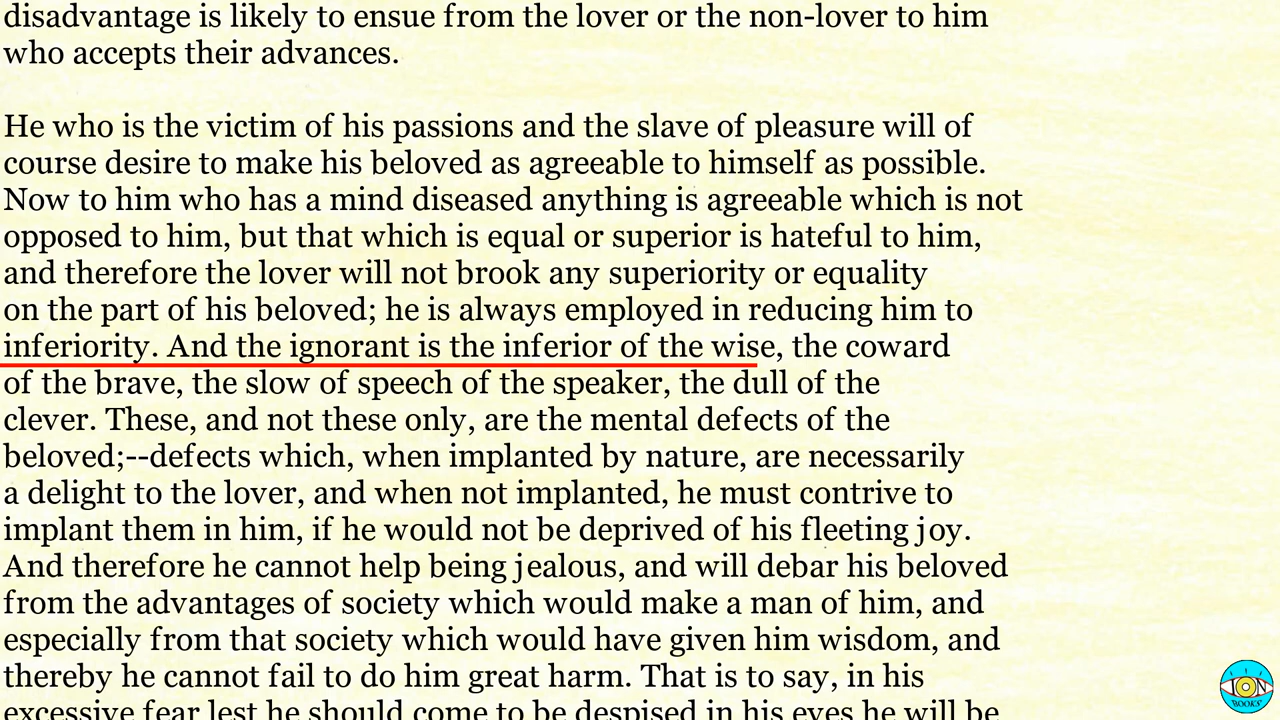 disadvantage is likely to ensue from the lover or the non-lover to him
who accepts their advances.
He who is the victim of his passions and the slave of pleasure will of
course desire to make his beloved as agreeable to himself as possible.
Now to him who has a mind diseased anything is agreeable which is not
opposed to him, but that which is equal or superior is hateful to him,
and therefore the lover will not brook any superiority or equality
on the part of his beloved; he is always employed in reducing him to
inferiority. And the ignorant is the inferior of the wise, the coward
of the brave, the slow of speech of the speaker, the dull of the
clever. These, and not these only, are the mental defects of the
beloved;--defects which, when implanted by nature, are necessarily
a delight to the lover, and when not implanted, he must contrive to
implant them in him, if he would not be deprived of his fleeting joy.
And therefore he cannot help being jealous, and will debar his beloved
from the advantages of society which would make a man of him, and
especially from that society which would have given him wisdom, and
thereby he cannot fail to do him great harm. That is to say, in his
excessive fear lest he should come to be despised in his eyes he will be
ION
BOOKS